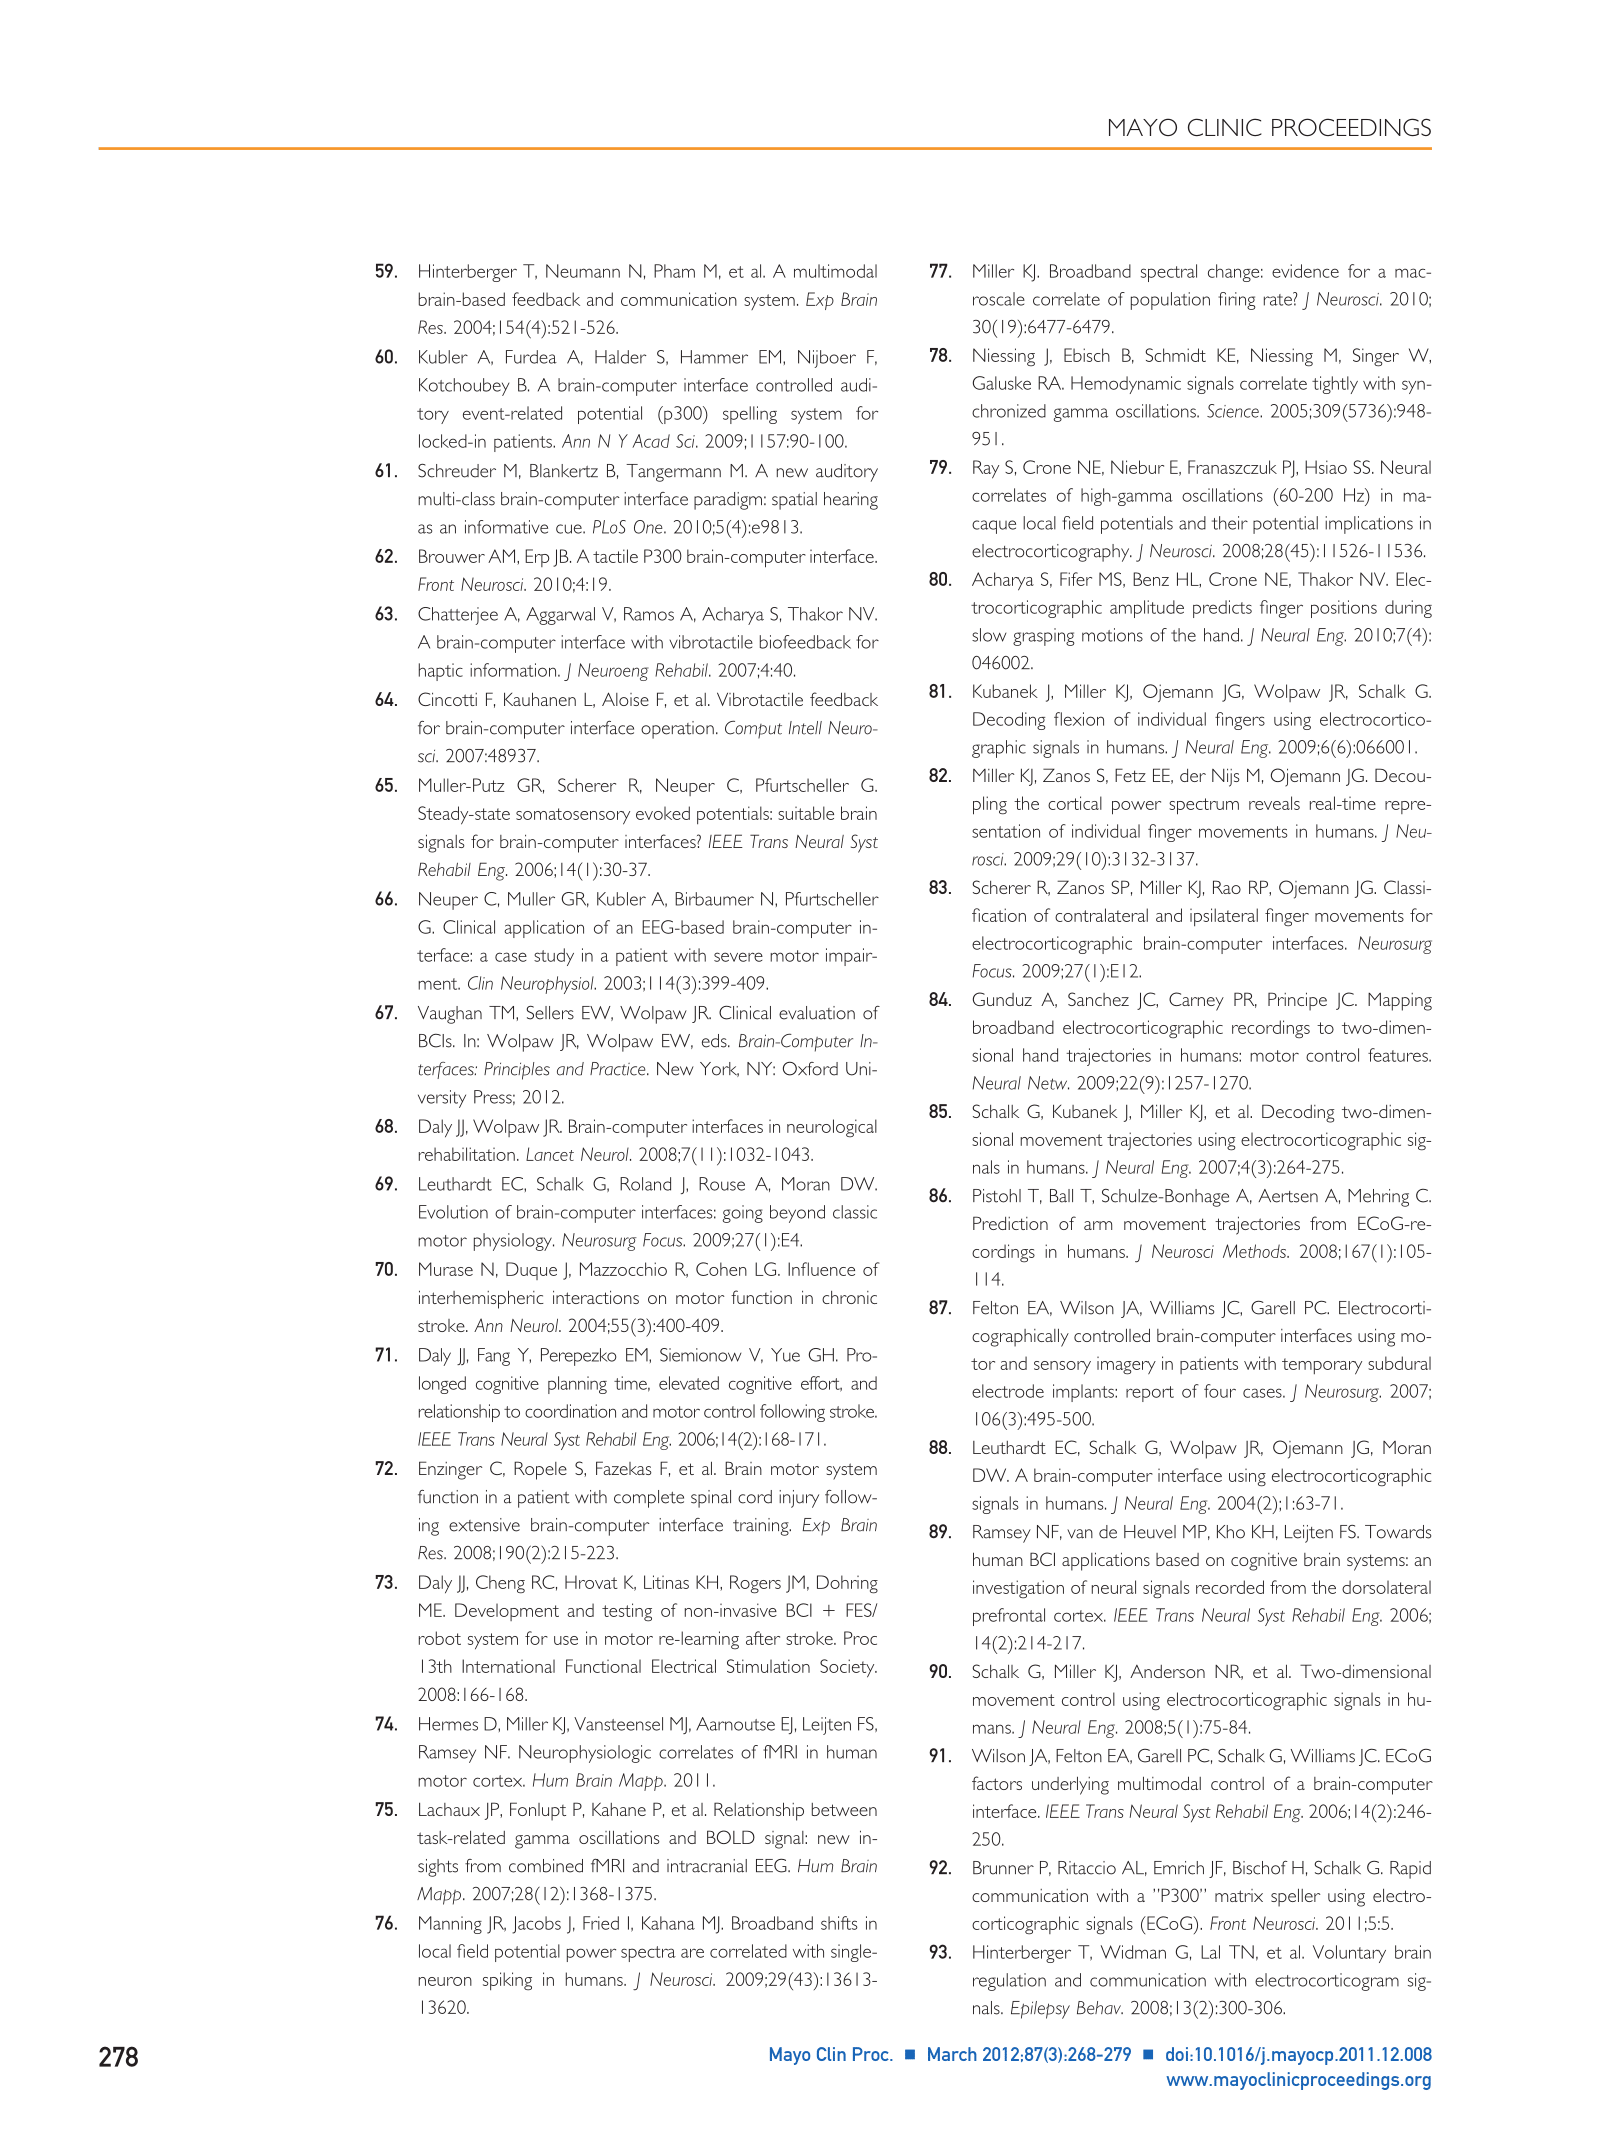 MAYO CLINIC PROCEEDINGS
59. Hinterberger T, Neumann N, Pham M, et al. A multimodal
brain-based feedback and communication system. Exp Brain
Res. 2004;154(4):521-526.
60. Kubler A, Furdea A, Halder S, Hammer EM, Nijboer F,
Kotchoubey B. A brain-computer interface controlled audi-
tory event-related potential (p300) spelling system for
locked-in patients. Ann N Y Acad Sci. 2009;1157:90-100.
61. Schreuder M, Blankertz B, Tangermann M. A new auditory
multi-class brain-computer interface paradigm: spatial hearing
as an informative cue. PLoS One. 2010;5(4):e9813.
62. Brouwer AM, Erp JB. A tactile P300 brain-computer interface.
Front Neurosci. 2010;4:19.
63. Chatterjee A, Aggarwal V, Ramos A, Acharya S, Thakor NV.
A brain-computer interface with vibrotactile biofeedback for
haptic information. J Neuroeng Rehabil. 2007;4:40.
64. Cincotti F, Kauhanen L, Aloise F, et al. Vibrotactile feedback
for brain-computer interface operation. Comput Intell Neuro-
sci. 2007:48937.
65. Muller-Putz GR, Scherer R, Neuper C, Pfurtscheller G.
Steady-state somatosensory evoked potentials: suitable brain
signals for brain-computer interfaces? IEEE Trans Neural Syst
Rehabil Eng. 2006;14(1):30-37.
66. Neuper C, Muller GR, Kubler A, Birbaumer N, Pfurtscheller
G. Clinical application of an EEG-based brain-computer in-
terface: a case study in a patient with severe motor impair-
ment. Clin Neurophysiol. 2003;114(3):399-409.
67. Vaughan TM, Sellers EW, Wolpaw JR. Clinical evaluation of
BCIs. In: Wolpaw JR, Wolpaw EW, eds. Brain-Computer In-
terfaces: Principles and Practice. New York, NY: Oxford Uni-
versity Press; 2012.
68. Daly JJ, Wolpaw JR. Brain-computer interfaces in neurological
rehabilitation. Lancet Neurol. 2008;7(11):1032-1043.
69. Leuthardt EC, Schalk G, Roland J, Rouse A, Moran DW.
Evolution of brain-computer interfaces: going beyond classic
motor physiology. Neurosurg Focus. 2009;27(1):E4.
70. Murase N, Duque J, Mazzocchio R, Cohen LG. Influence of
interhemispheric interactions on motor function in chronic
stroke. Ann Neurol. 2004;55(3):400-409.
71. Daly JJ, Fang Y, Perepezko EM, Siemionow V, Yue GH. Pro-
longed cognitive planning time, elevated cognitive effort, and
relationship to coordination and motor control following stroke.
IEEE Trans Neural Syst Rehabil Eng. 2006;14(2):168-171.
72. Enzinger C, Ropele S, Fazekas F, et al. Brain motor system
function in a patient with complete spinal cord injury follow-
ing extensive brain-computer interface training. Exp Brain
Res. 2008;190(2):215-223.
73. Daly JJ, Cheng RC, Hrovat K, Litinas KH, Rogers JM, Dohring
ME. Development and testing of non-invasive BCI + FES/
robot system for use in motor re-learning after stroke. Proc
13th International Functional Electrical Stimulation Society.
2008:166-168.
74. Hermes D, Miller KJ, Vansteensel MJ, Aarnoutse EJ, Leijten FS,
Ramsey NF. Neurophysiologic correlates of fMRI in human
motor cortex. Hum Brain Mapp. 2011.
75. Lachaux JP, Fonlupt P, Kahane P, et al. Relationship between
task-related gamma oscillations and BOLD signal: new in-
sights from combined fMRI and intracranial EEG. Hum Brain
Mapp. 2007;28(12):1368-1375.
76. Manning JR, Jacobs J, Fried I, Kahana MJ. Broadband shifts in
local field potential power spectra are correlated with single-
neuron spiking in humans. J Neurosci. 2009;29(43):13613-
13620.
77. Miller KJ. Broadband spectral change: evidence for a mac-
roscale correlate of population firing rate? J Neurosci. 2010;
30(19):6477-6479.
78. Niessing J, Ebisch B, Schmidt KE, Niessing M, Singer W,
Galuske RA. Hemodynamic signals correlate tightly with syn-
chronized gamma oscillations. Science. 2005;309(5736):948-
951.
79. Ray S, Crone NE, Niebur E, Franaszczuk PJ, Hsiao SS. Neural
correlates of high-gamma oscillations (60-200 Hz) in ma-
caque local field potentials and their potential implications in
electrocorticography. J Neurosci. 2008;28(45):11526-11536.
80. Acharya S, Fifer MS, Benz HL, Crone NE, Thakor NV. Elec-
trocorticographic amplitude predicts finger positions during
slow grasping motions of the hand. J Neural Eng. 2010;7(4):
046002.
81. Kubanek J, Miller KJ, Ojemann JG, Wolpaw JR, Schalk G.
Decoding flexion of individual fingers using electrocortico-
graphic signals in humans. J Neural Eng. 2009;6(6):066001.
82. Miller KJ, Zanos S, Fetz EE, der Nijs M, Ojemann JG. Decou-
pling the cortical power spectrum reveals real-time repre-
sentation of individual finger movements in humans. J Neu-
rosci. 2009;29(10):3132-3137.
83. Scherer R, Zanos SP, Miller KJ, Rao RP, Ojemann JG. Classi-
fication of contralateral and ipsilateral finger movements for
electrocorticographic brain-computer interfaces. Neurosurg
Focus. 2009;27(1):E12.
84. Gunduz A, Sanchez JC, Carney PR, Principe JC. Mapping
broadband electrocorticographic recordings to two-dimen-
sional hand trajectories in humans: motor control features.
Neural Netw. 2009;22(9):1257-1270.
85. Schalk G, Kubanek J, Miller KJ, et al. Decoding two-dimen-
sional movement trajectories using electrocorticographic sig-
nals in humans. J Neural Eng. 2007;4(3):264-275.
86. Pistohl T, Ball T, Schulze-Bonhage A, Aertsen A, Mehring C.
Prediction of arm movement trajectories from ECoG-re-
cordings in humans. J Neurosci Methods. 2008;167(1):105-
114.
87. Felton EA, Wilson JA, Williams JC, Garell PC. Electrocorti-
cographically controlled brain-computer interfaces using mo-
tor and sensory imagery in patients with temporary subdural
electrode implants: report of four cases. J Neurosurg. 2007;
106(3):495-500.
88. Leuthardt EC, Schalk G, Wolpaw JR, Ojemann JG, Moran
DW. A brain-computer interface using electrocorticographic
signals in humans. J Neural Eng. 2004(2);1:63-71.
89. Ramsey NF, van de Heuvel MP, Kho KH, Leijten FS. Towards
human BCI applications based on cognitive brain systems: an
investigation of neural signals recorded from the dorsolateral
prefrontal cortex. IEEE Trans Neural Syst Rehabil Eng. 2006;
14(2):214-217.
90. Schalk G, Miller KJ, Anderson NR, et al. Two-dimensional
movement control using electrocorticographic signals in hu-
mans. J Neural Eng. 2008;5(1):75-84.
91. Wilson JA, Felton EA, Garell PC, Schalk G, Williams JC. ECoG
factors underlying multimodal control of a brain-computer
interface. IEEE Trans Neural Syst Rehabil Eng. 2006;14(2):246-
250.
92. Brunner P, Ritaccio AL, Emrich JF, Bischof H, Schalk G. Rapid
communication with a "P300" matrix speller using electro-
corticographic signals (ECoG). Front Neurosci. 2011;5:5.
93. Hinterberger T, Widman G, Lal TN, et al. Voluntary brain
regulation and communication with electrocorticogram sig-
nals. Epilepsy Behav. 2008;13(2):300-306.
278
Mayo Clin Proc. ■ March 2012;87(3):268-279 ■ doi:10.1016/j.mayocp.2011.12.008
www.mayoclinicproceedings.org